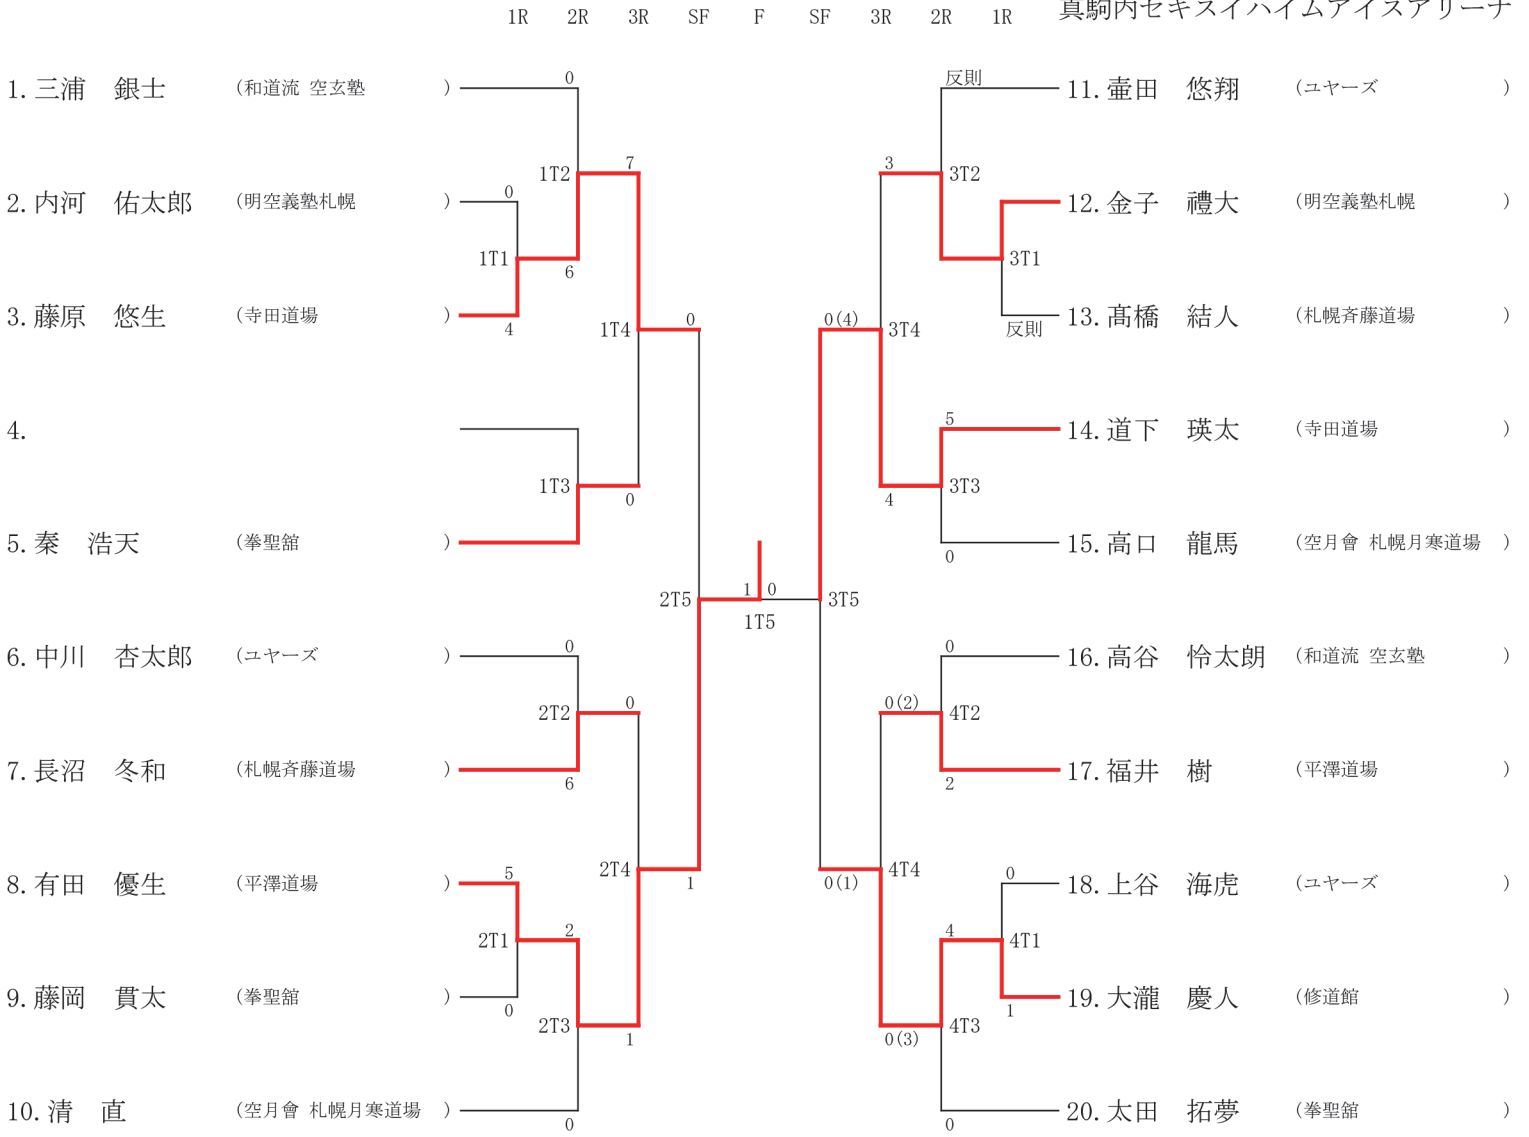 1R 2R 3R SF F SF 3R 2R 1R 真駒内セキスイハイムアイスアリーナ
0 反則
1. 三浦 銀士 (和道流 空玄塾 ) 11. 壷田 悠翔 (ユヤーズ )
7 3
1T2 3T2
0
2. 内河 佑太郎 (明空義塾札幌 ) 12. 金子 禮大 (明空義塾札幌 )
1T1 3T1
6
3. 藤原 悠生 (寺田道場 ) 13. 髙橋 結人 (札幌斉藤道場 )
0 0(4)
4 1T4 3T4 反則
5
4. 14. 道下 瑛太 (寺田道場 )
1T3 3T3
0 4
5. 秦 浩天 (拳聖舘 ) 15. 高口 龍馬 (空月會 札幌月寒道場 )
0
1 0
2T5 3T5
1T5
0 0
6. 中川 杏太郎 (ユヤーズ ) 16. 高谷 怜太朗 (和道流 空玄塾 )
0 0(2)
2T2 4T2
7. 長沼 冬和 (札幌斉藤道場 ) 17. 福井 樹 (平澤道場 )
6 2
2T4 4T4
5 0
8. 有田 優生 (平澤道場 ) 1 0(1) 18. 上谷 海虎 (ユヤーズ )
2 4
2T1 4T1
9. 藤岡 貫太 (拳聖舘 ) 19. 大瀧 慶人 (修道館 )
0 1
2T3 4T3
1 0(3)
10. 清 直 (空月會 札幌月寒道場 ) 20. 太田 拓夢 (拳聖舘 )
0 0